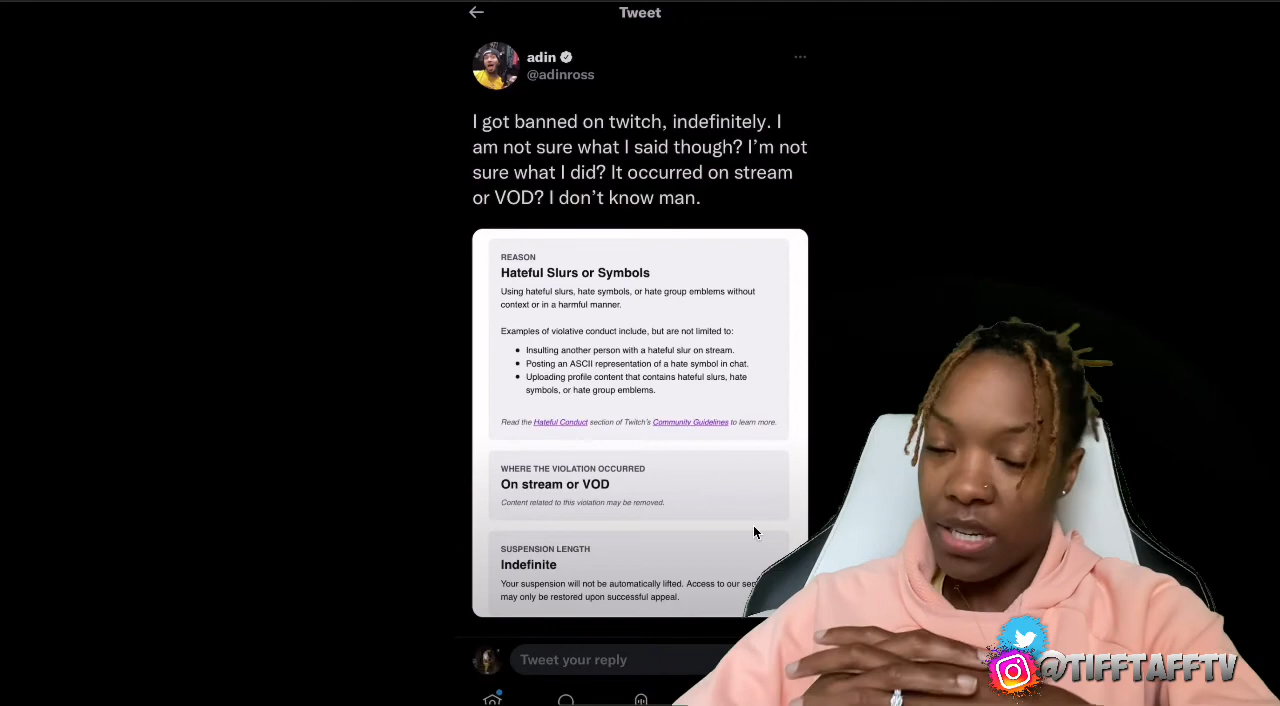 Tweet
adin
@adinross
I got banned on twitch, indefinitely. I
am not sure what I said though? I’m not
sure what I did? It occurred on stream
or VOD? I don’t know man.
REASON
Hateful Slurs or Symbols
Using hateful slurs, hate symbols, or hate group emblems without
context or in a harmful manner.
Examples of violative conduct include, but are not limited to:
• Insulting another person with a hateful slur on stream.
• Posting an ASCII representation of a hate symbol in chat.
• Uploading profile content that contains hateful slurs, hate
symbols, or hate group emblems.
Read the Hateful Conduct section of Twitch's Community Guidelines to learn more.
WHERE THE VIOLATION OCCURRED
On stream or VOD
Content related to this violation may be removed.
SUSPENSION LENGTH
Indefinite
Your suspension will not be automatically lifted. Access to our
may only be restored upon successful appeal.
Tweet your reply
@TIFFTAFFTV